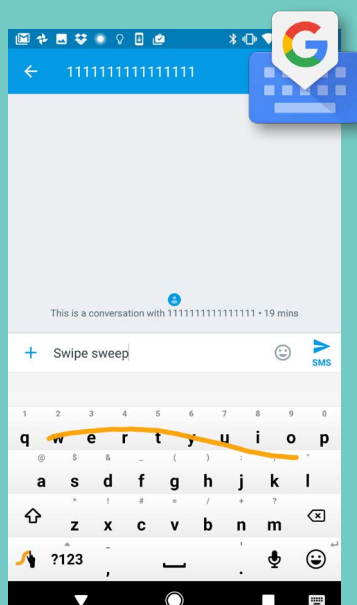 G
1111111111111111
This is a conversation with 1111111111111111 • 19 mins
Swipe sweep
SMS
1 2 3 4 5 6 7 8 9 0
q w e r t y u i o p
@ $ & _ ( ) : ; "
a s d f g h j k l
* ! # = / + ?
z x c v b n m
?123 , .